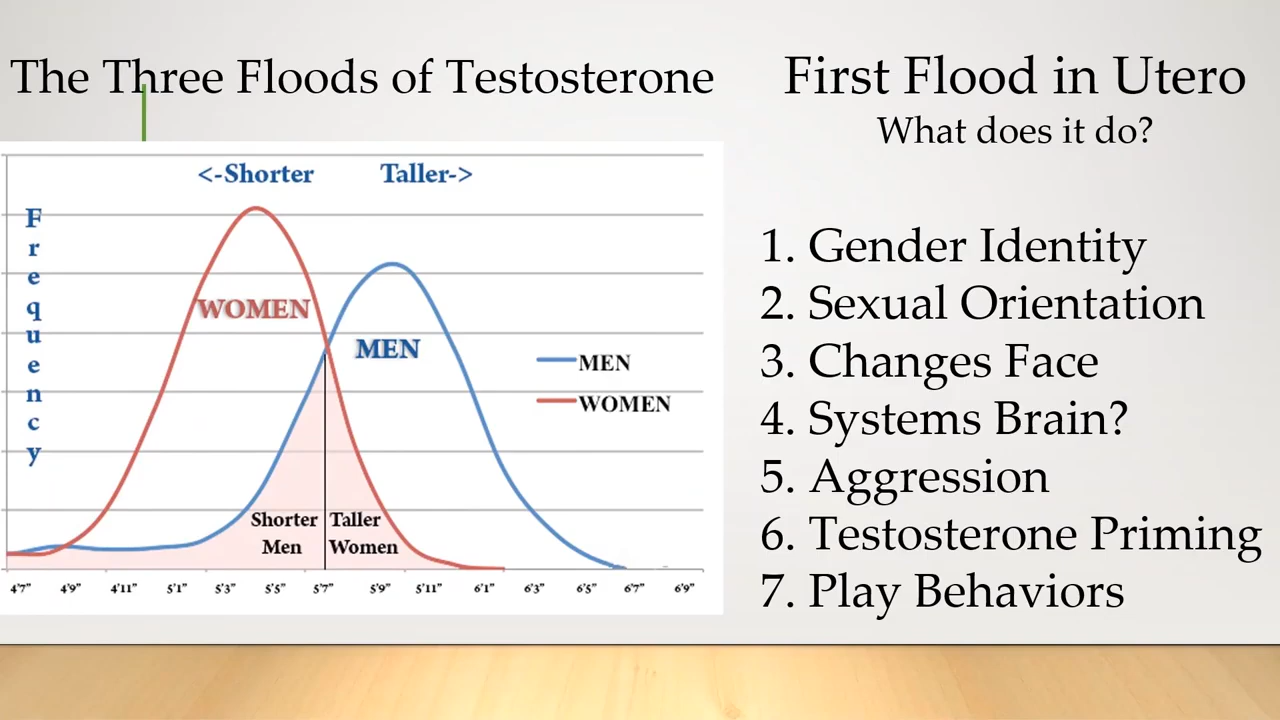 The Three Floods of Testosterone
<-Shorter Taller->
Frequency
WOMEN
MEN
MEN
WOMEN
Shorter Men
Taller Women
4'7" 4'9" 4'11" 5'1" 5'3" 5'5" 5'7" 5'9" 5'11" 6'1" 6'3" 6'5" 6'7" 6'9"
First Flood in Utero
What does it do?
1. Gender Identity
2. Sexual Orientation
3. Changes Face
4. Systems Brain?
5. Aggression
6. Testosterone Priming
7. Play Behaviors